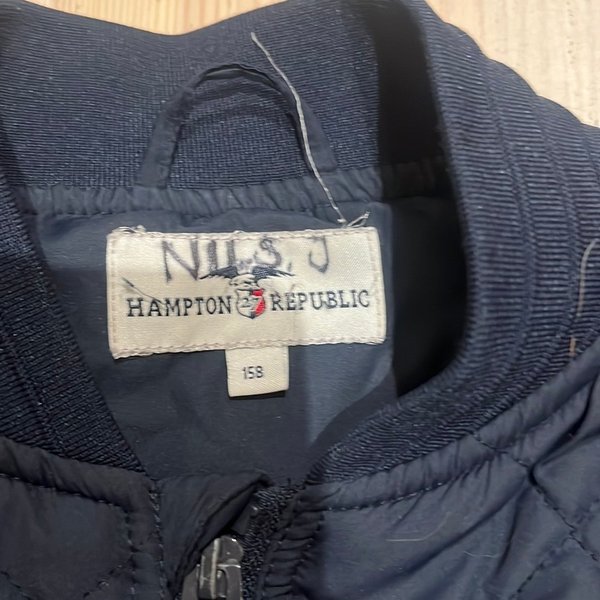 NILS. J
HAMPTON 27 REPUBLIC
158